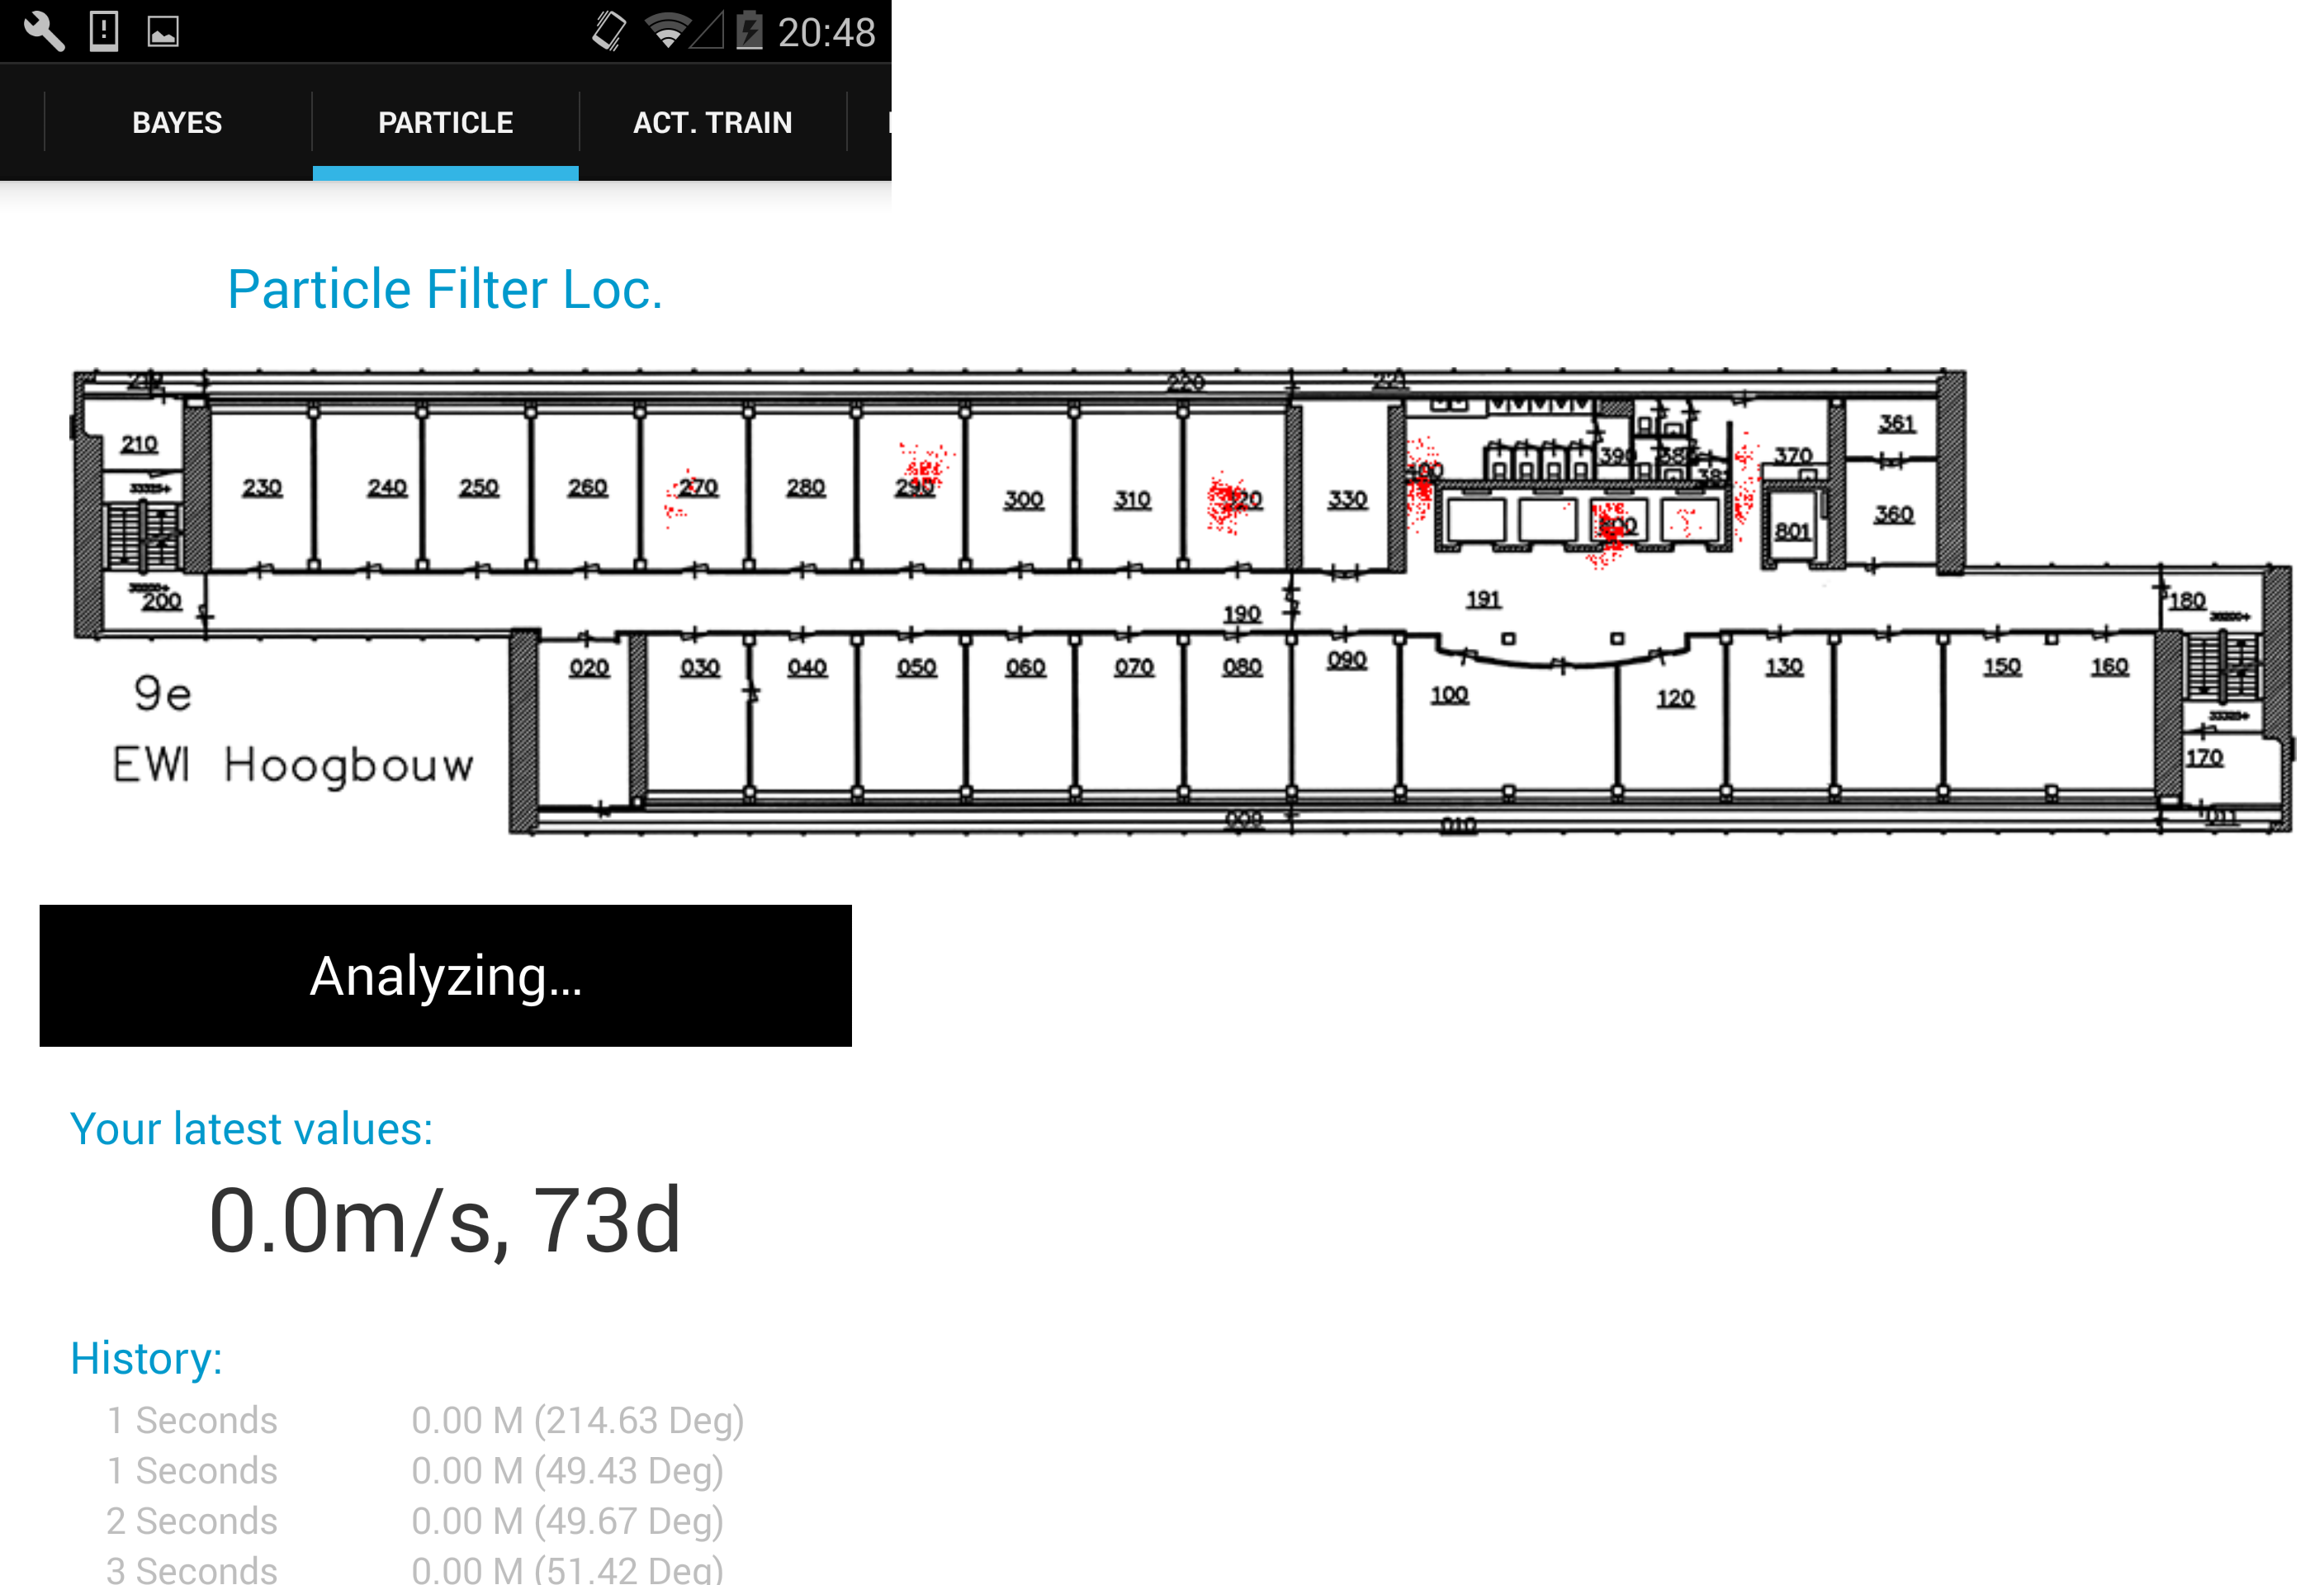 20:48
BAYES PARTICLE ACT. TRAIN
Particle Filter Loc.
220 221
210 361
390 370
230 240 250 260 270 280 290 300 310 320 330 360
800 801
200 190 191 180
020 030 040 050 060 070 080 090 100 120 130 150 160
9e
EWI Hoogbouw
170
009 010 011
Analyzing...
Your latest values:
0.0m/s, 73d
History:
1 Seconds 0.00 M (214.63 Deg)
1 Seconds 0.00 M (49.43 Deg)
2 Seconds 0.00 M (49.67 Deg)
3 Seconds 0.00 M (51.42 Deg)